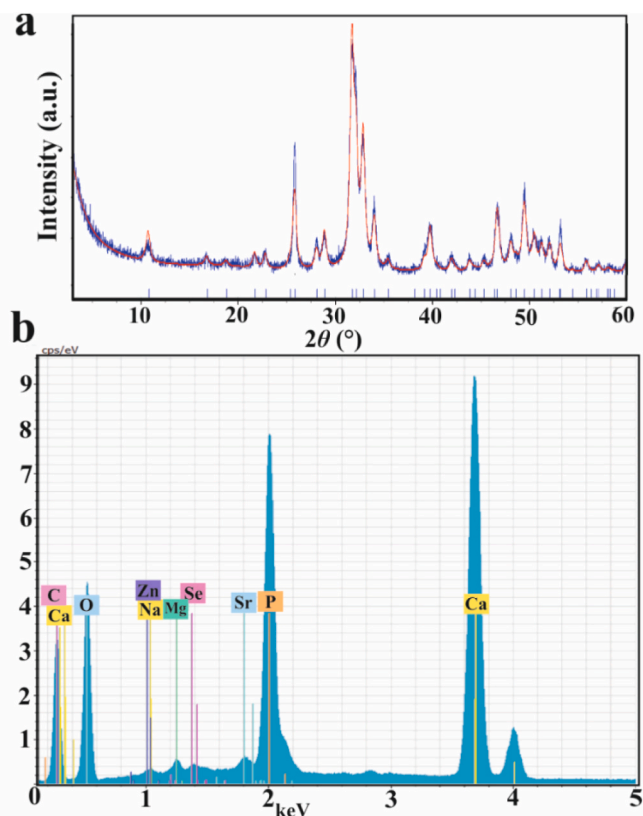 a
Intensity (a.u.)
10 20 30 40 50 60
2θ (°)
b
cps/eV
9
8
7
6
5
4
3
2
1
C Zn Se
Ca O Na Mg Sr P Ca
0 1 2 3 4 5
keV